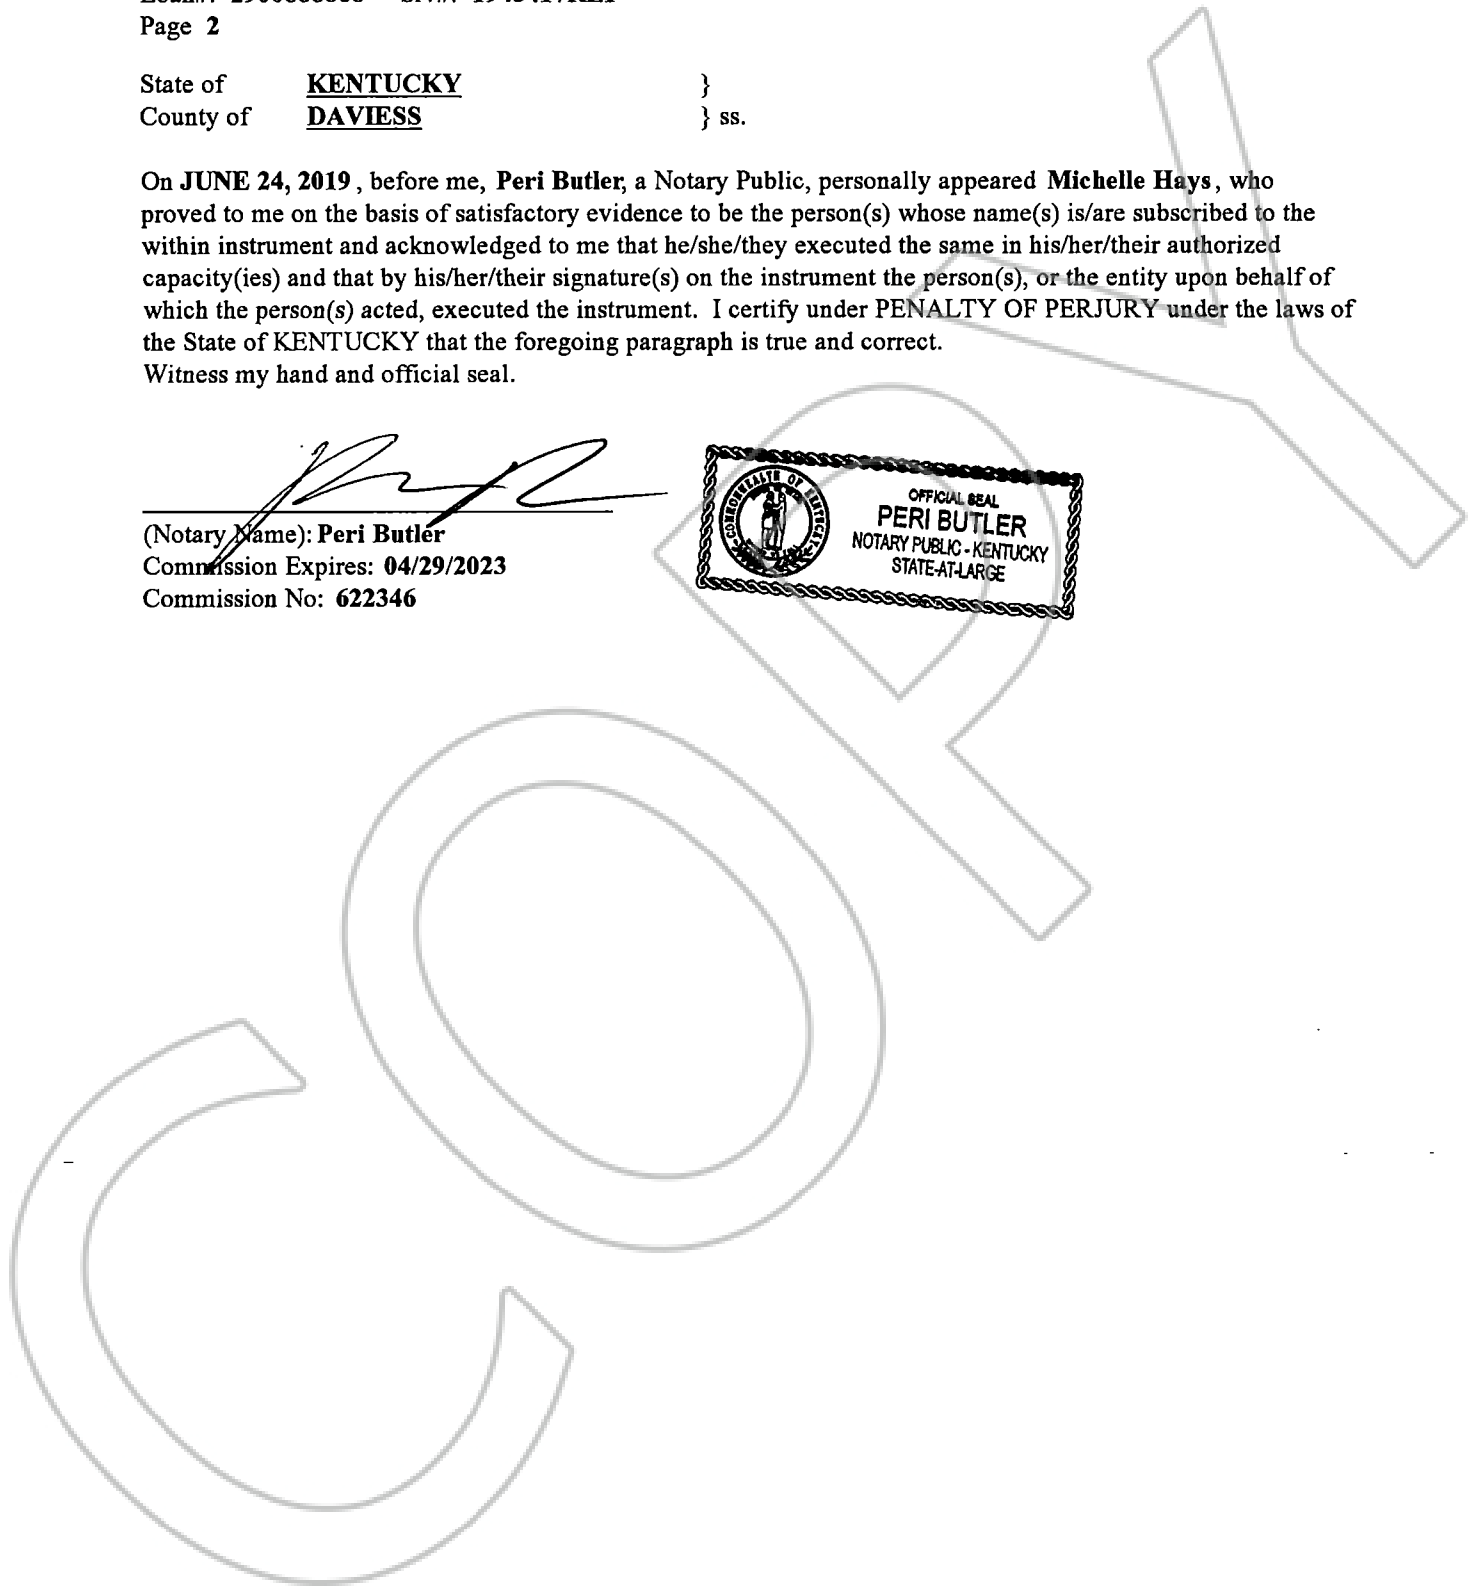 Page 2
State of KENTUCKY }
County of DAVIESS } ss.
On JUNE 24, 2019 , before me, Peri Butler, a Notary Public, personally appeared Michelle Hays , who
proved to me on the basis of satisfactory evidence to be the person(s) whose name(s) is/are subscribed to the
within instrument and acknowledged to me that he/she/they executed the same in his/her/their authorized
capacity(ies) and that by his/her/their signature(s) on the instrument the person(s), or the entity upon behalf of
which the person(s) acted, executed the instrument. I certify under PENALTY OF PERJURY under the laws of
the State of KENTUCKY that the foregoing paragraph is true and correct.
Witness my hand and official seal.
(Notary Name): Peri Butler
Commission Expires: 04/29/2023
Commission No: 622346
COMMONWEALTH OF KENTUCKY
OFFICIAL SEAL
PERI BUTLER
NOTARY PUBLIC - KENTUCKY
STATE-AT-LARGE
COPY